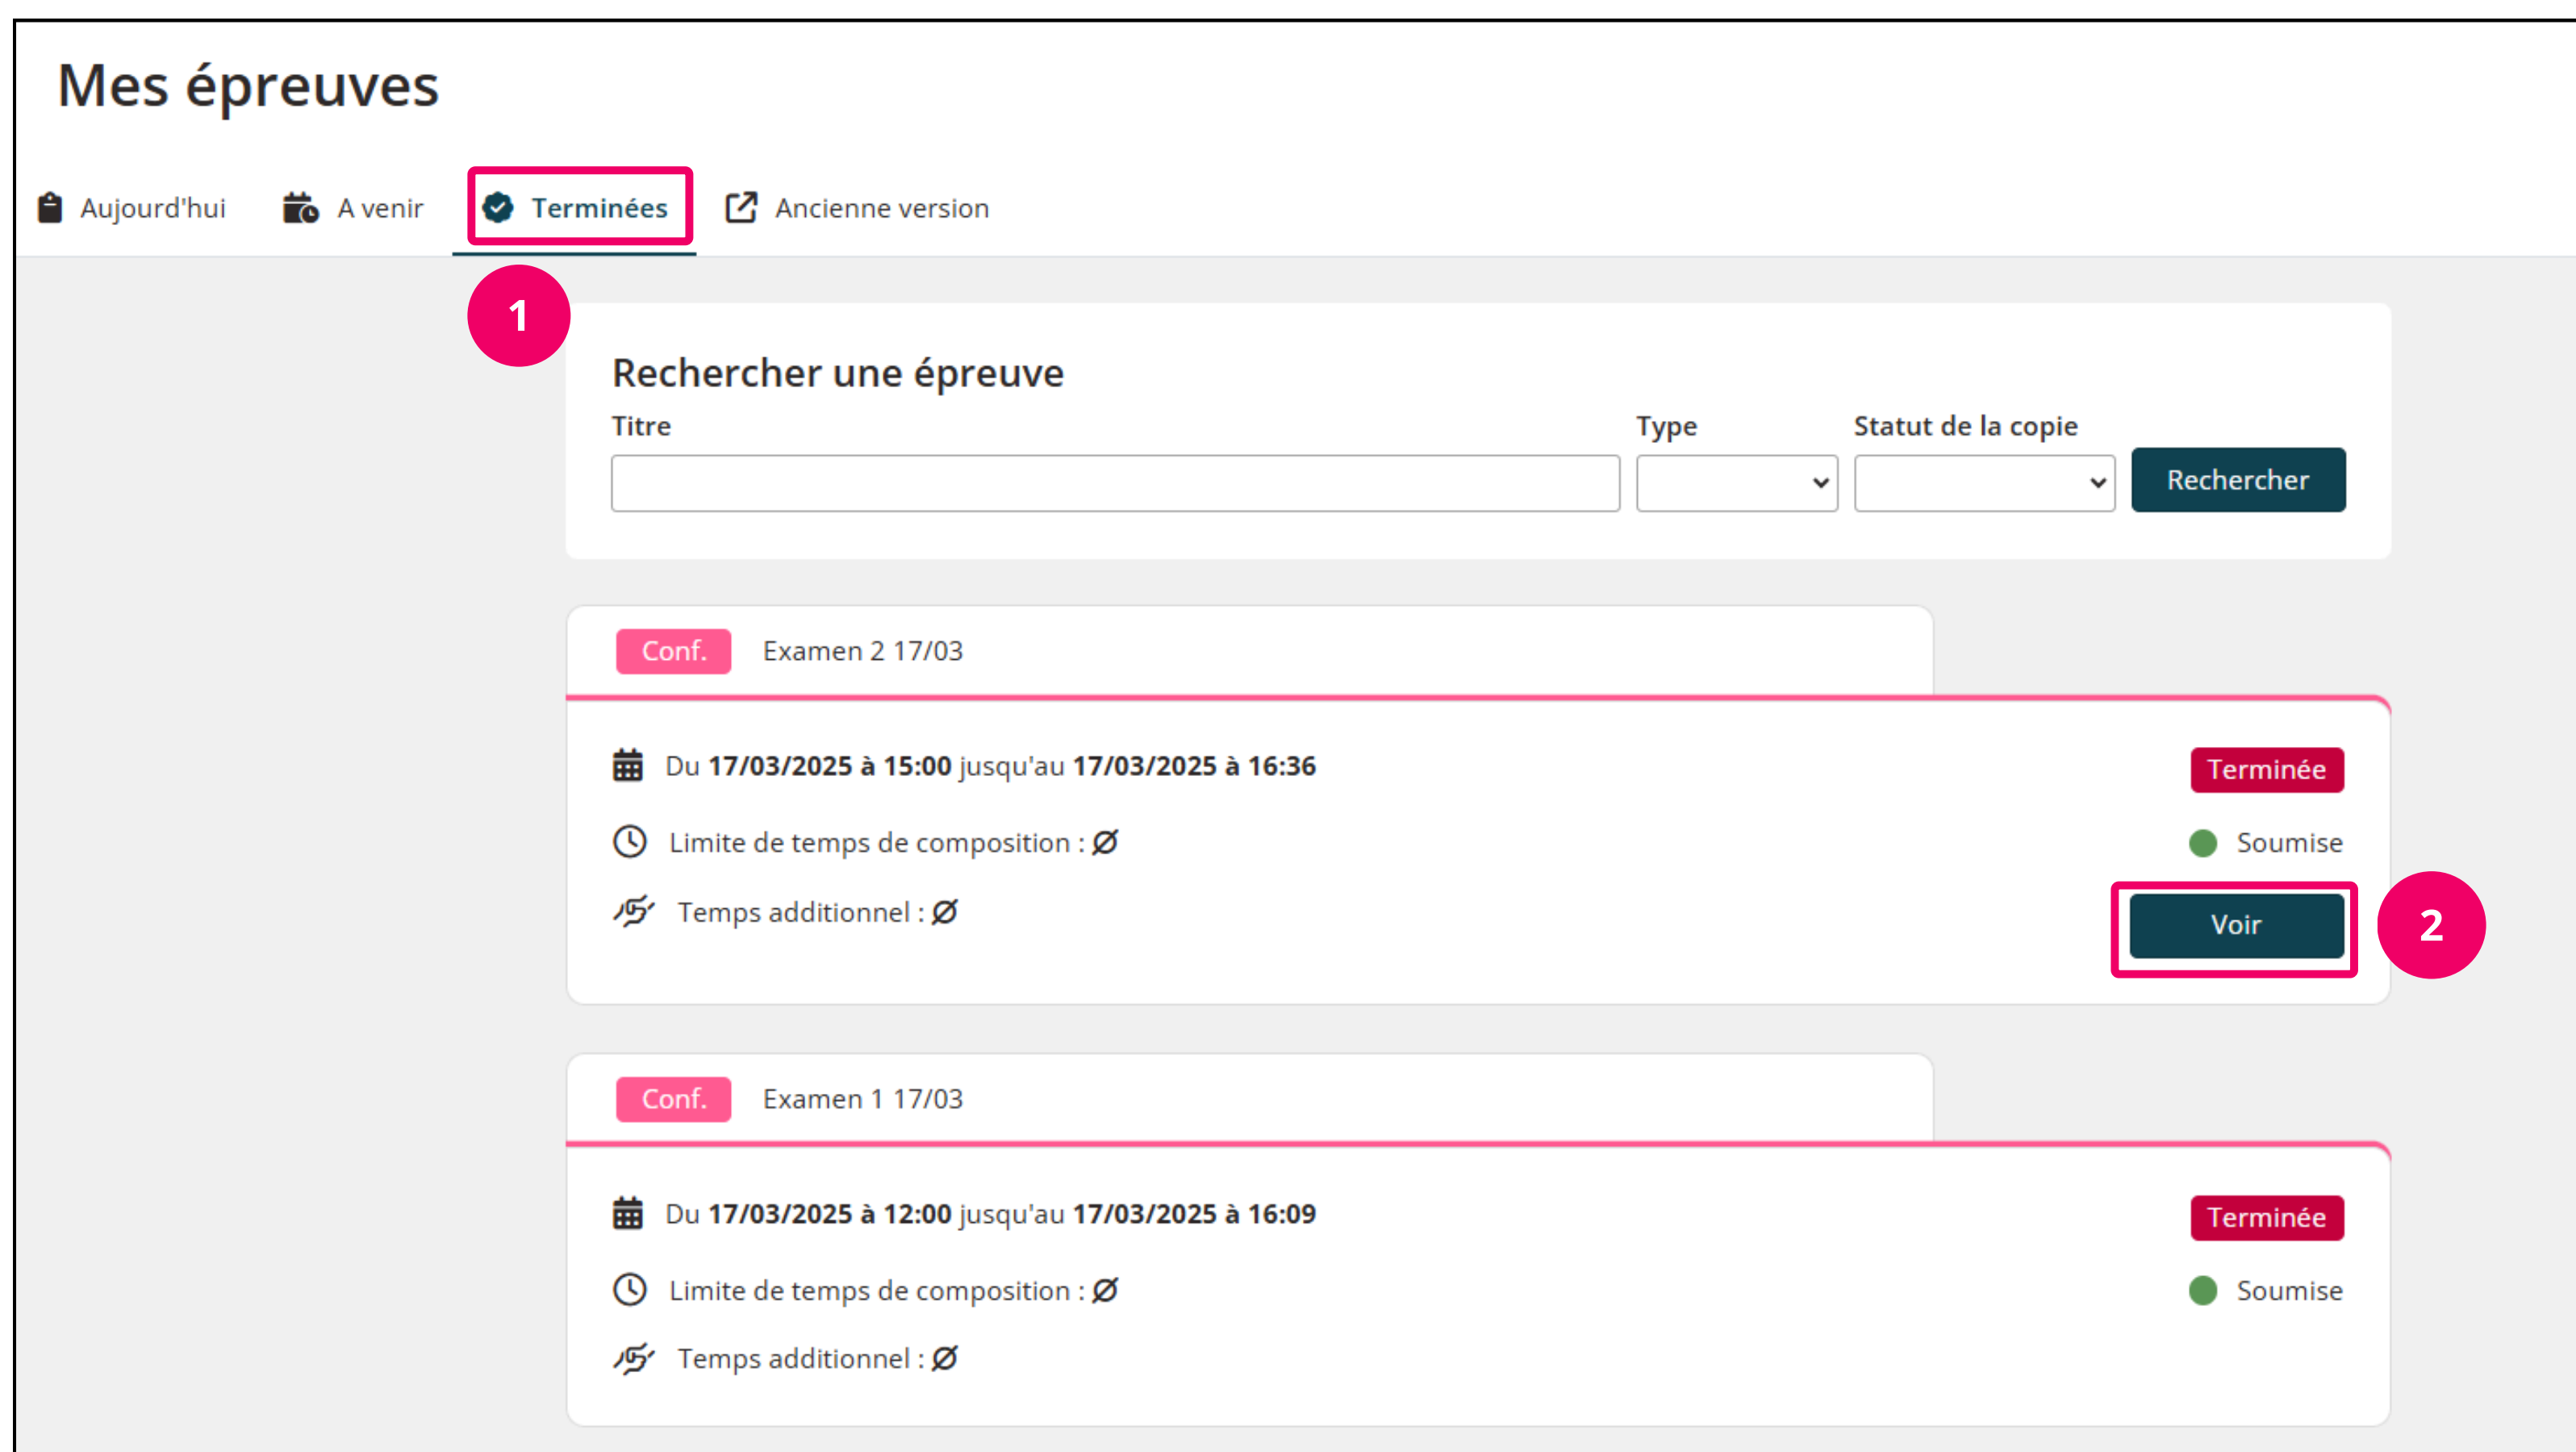 Mes épreuves
Aujourd'hui A venir Terminées Ancienne version
1
Rechercher une épreuve
Titre Type Statut de la copie
Rechercher
Conf. Examen 2 17/03
Du 17/03/2025 à 15:00 jusqu'au 17/03/2025 à 16:36 Terminée
Limite de temps de composition : Ø Soumise
Temps additionnel : Ø Voir 2
Conf. Examen 1 17/03
Du 17/03/2025 à 12:00 jusqu'au 17/03/2025 à 16:09 Terminée
Limite de temps de composition : Ø Soumise
Temps additionnel : Ø